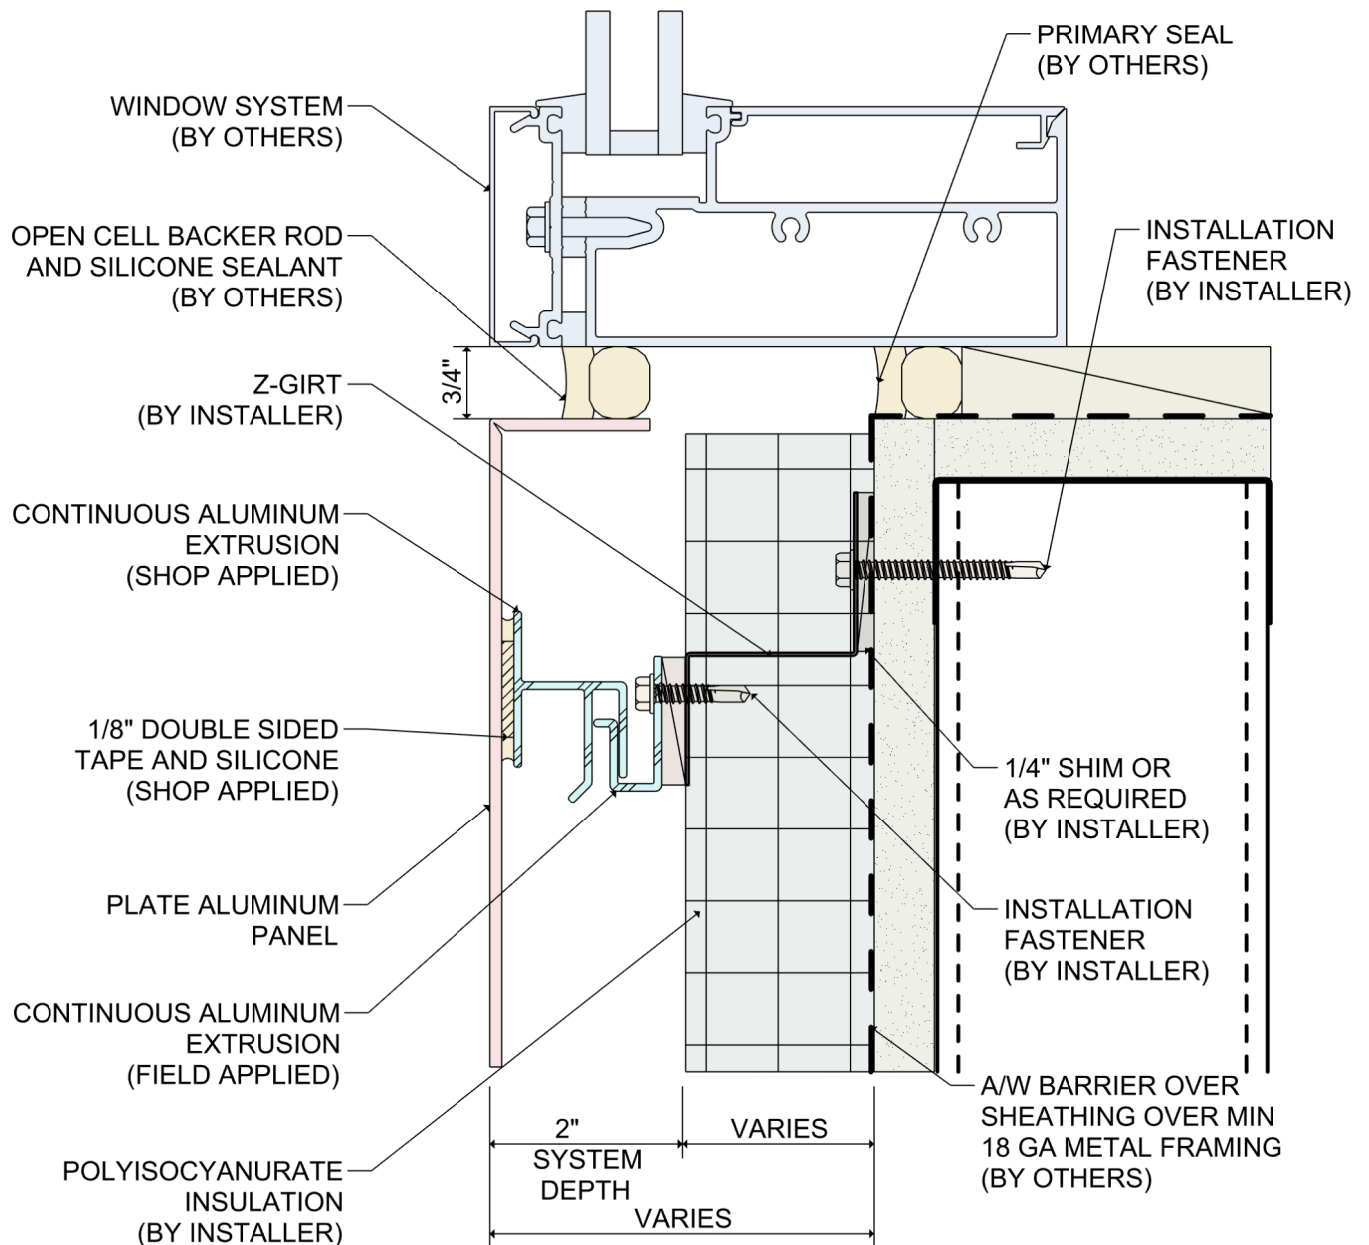 PRIMARY SEAL
(BY OTHERS)
WINDOW SYSTEM
(BY OTHERS)
OPEN CELL BACKER ROD
AND SILICONE SEALANT
(BY OTHERS)
INSTALLATION
FASTENER
(BY INSTALLER)
3/4"
Z-GIRT
(BY INSTALLER)
CONTINUOUS ALUMINUM
EXTRUSION
(SHOP APPLIED)
1/8" DOUBLE SIDED
TAPE AND SILICONE
(SHOP APPLIED)
1/4" SHIM OR
AS REQUIRED
(BY INSTALLER)
PLATE ALUMINUM
PANEL
INSTALLATION
FASTENER
(BY INSTALLER)
CONTINUOUS ALUMINUM
EXTRUSION
(FIELD APPLIED)
A/W BARRIER OVER
SHEATHING OVER MIN
18 GA METAL FRAMING
(BY OTHERS)
POLYISOCYANURATE
INSULATION
(BY INSTALLER)
2"
SYSTEM
DEPTH
VARIES
VARIES